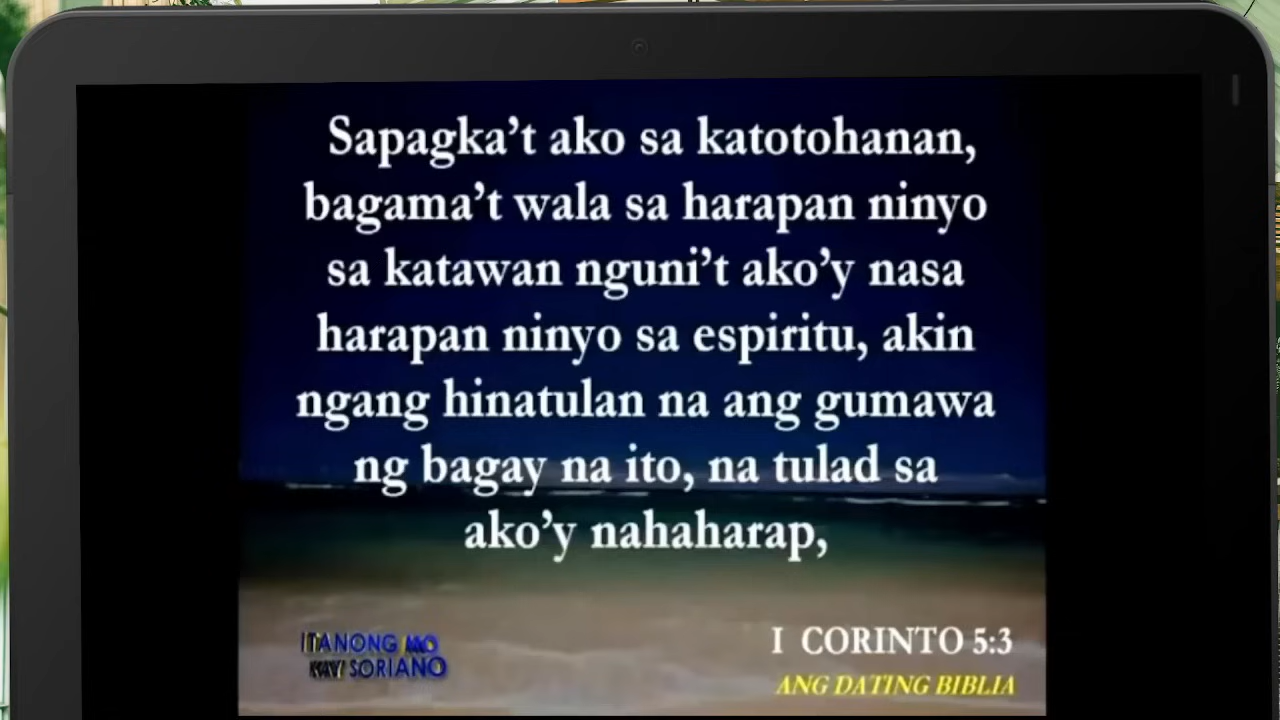 Sapagka’t ako sa katotohanan,
bagama’t wala sa harapan ninyo
sa katawan nguni’t ako’y nasa
harapan ninyo sa espiritu, akin
ngang hinatulan na ang gumawa
ng bagay na ito, na tulad sa
ako’y nahaharap,
I CORINTO 5:3
ANG DATING BIBLIA
ITANONG MO
KAY SORIANO